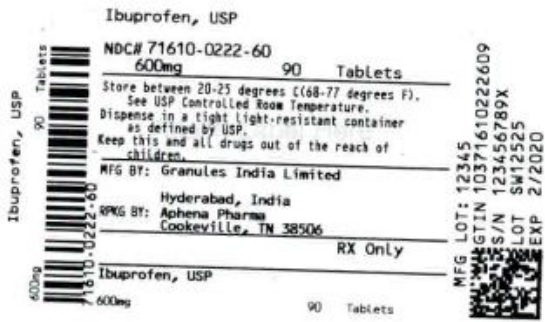 Ibuprofen, USP
NDC# 71610-0222-60
600mg 90 Tablets
Store between 20-25 degrees C(68-77 degrees F).
See USP Controlled Room Temperature.
Dispense in a tight light-resistant container
as defined by USP.
Keep this and all drugs out of the reach of
children.
MFG BY: Granules India Limited
Hyderabad, India
RPKG BY: Aphena Pharma
Cookeville, TN 38506
RX Only
Ibuprofen, USP
600mg 90 Tablets
Ibuprofen, USP
600mg 90 Tablets
71610-0222-60
MFG LOT: 12345
GTIN 10371610222609
S/N 123456789X
LOT SW12525
EXP 2/2020